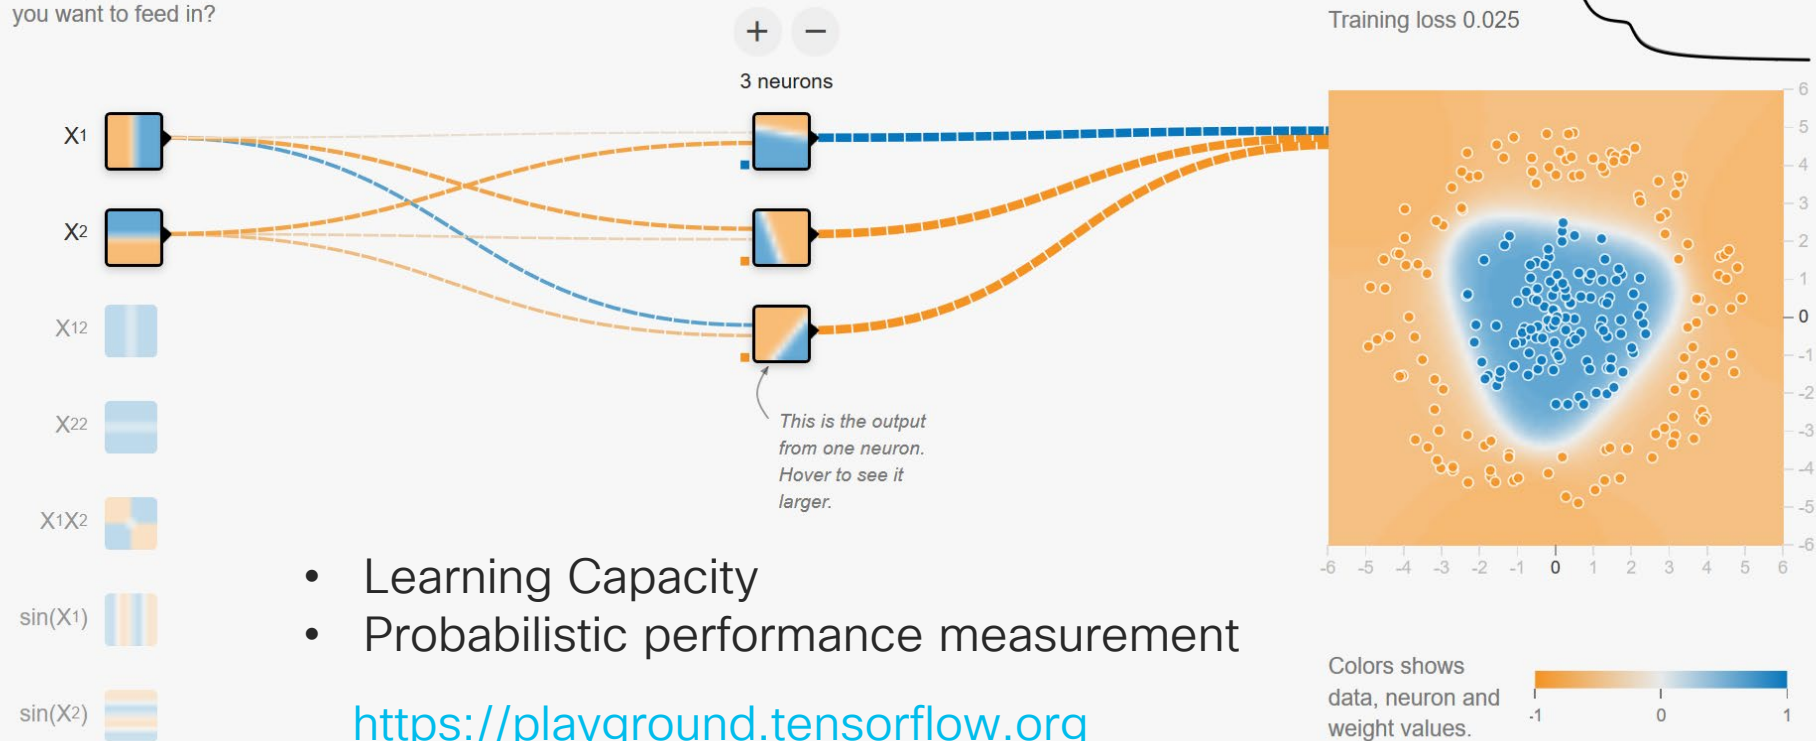 you want to feed in?
3 neurons
Training loss 0.025
X1
X2
X12
X22
X1X2
sin(X1)
sin(X2)
This is the output
from one neuron.
Hover to see it
larger.
6
5
4
3
2
1
0
-1
-2
-3
-4
-5
-6
-6 -5 -4 -3 -2 -1 0 1 2 3 4 5 6
• Learning Capacity
• Probabilistic performance measurement
https://playground.tensorflow.org
Colors shows
data, neuron and
weight values.
-1 0 1